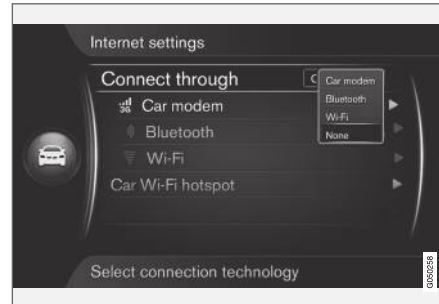 Internet settings
Connect through
Car modem
Bluetooth
Wi-Fi
None
3G Car modem
Bluetooth
Wi-Fi
Car Wi-Fi hotspot
Select connection technology
G050258